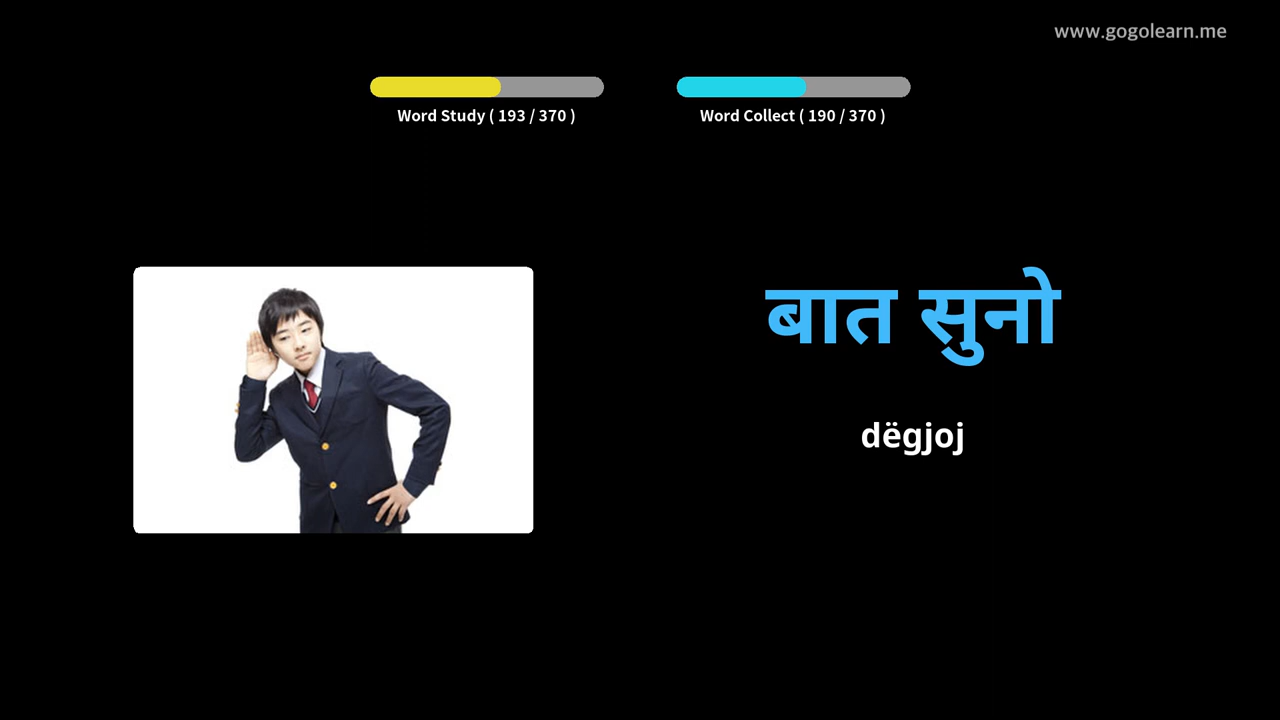 www.gogolearn.me
Word Study ( 193 / 370 )
Word Collect ( 190 / 370 )
बात सुनो
dëgjoj